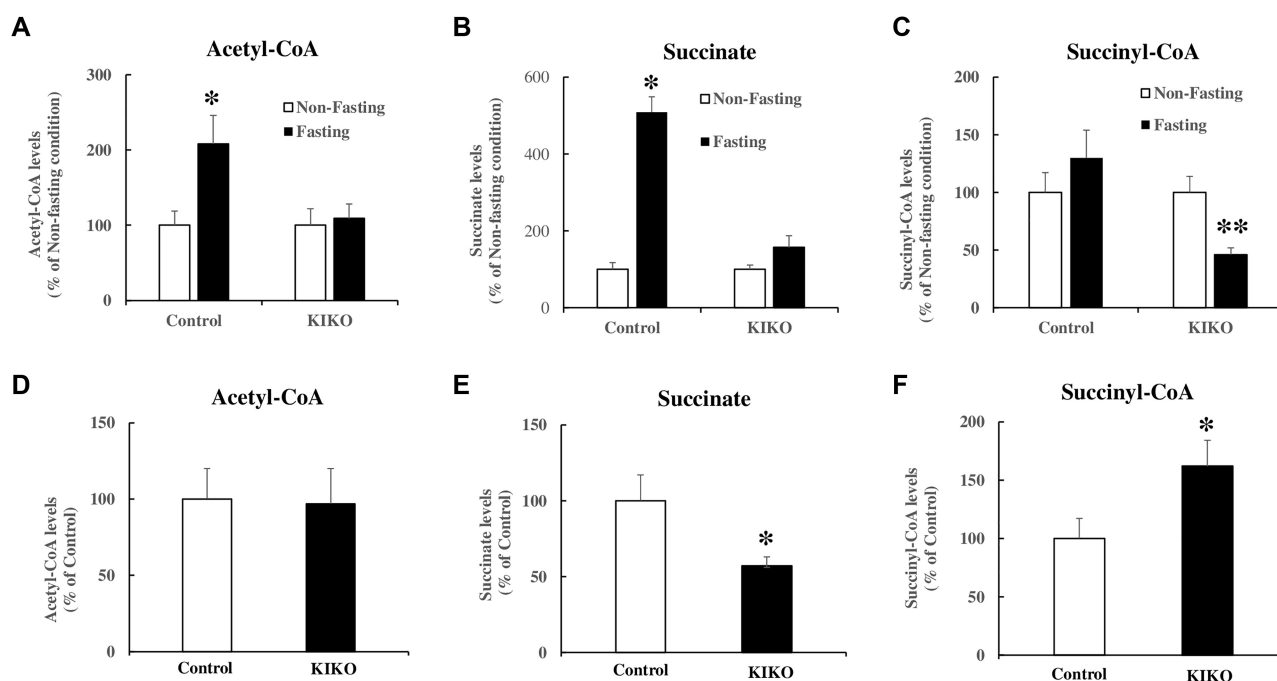 A
Acetyl-CoA
Acetyl-CoA levels
(% of Non-fasting condition)
300
200
100
0
*
Non-Fasting
Fasting
Control
KIKO
B
Succinate
Succinate levels
(% of Non-fasting condition)
600
400
200
0
*
Non-Fasting
Fasting
Control
KIKO
C
Succinyl-CoA
Succinyl-CoA levels
(% of Non-fasting condition)
200
150
100
50
0
Non-Fasting
Fasting
**
Control
KIKO
D
Acetyl-CoA
Acetyl-CoA levels
(% of Control)
150
100
50
0
Control
KIKO
E
Succinate
Succinate levels
(% of Control)
150
100
50
0
*
Control
KIKO
F
Succinyl-CoA
Succinyl-CoA levels
(% of Control)
200
150
100
50
0
*
Control
KIKO